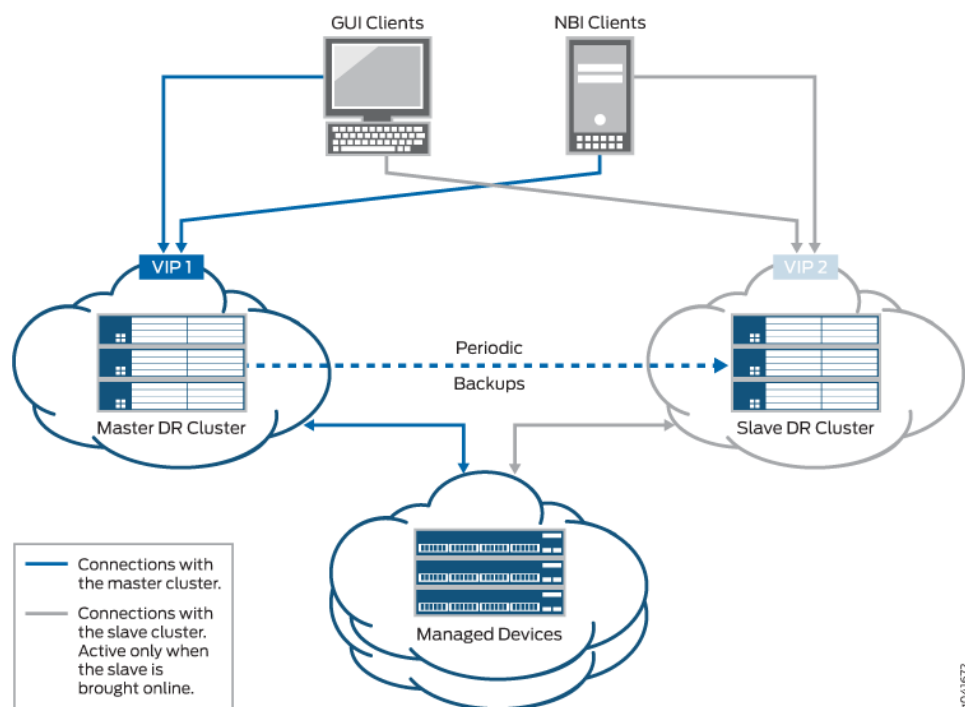 GUI Clients
NBI Clients
VIP 1
VIP 2
Periodic
Backups
Master DR Cluster
Slave DR Cluster
Managed Devices
Connections with
the master cluster.
Connections with
the slave cluster.
Active only when
the slave is
brought online.
g041672